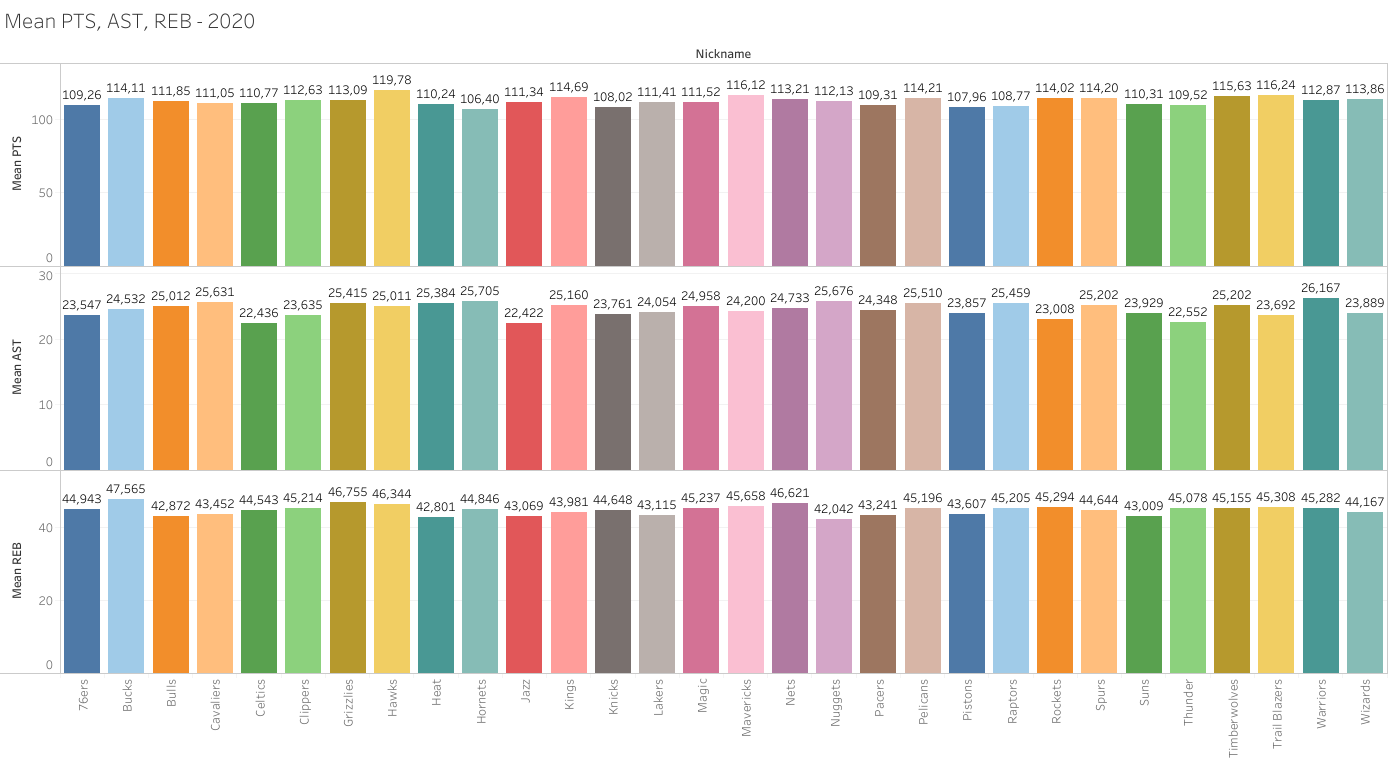 Mean PTS, AST, REB - 2020
Nickname
Mean PTS
100
50
0
109,26 114,11 111,85 111,05 110,77 112,63 113,09 119,78 110,24 106,40 111,34 114,69 108,02 111,41 111,52 116,12 113,21 112,13 109,31 114,21 107,96 108,77 114,02 114,20 110,31 109,52 115,63 116,24 112,87 113,86
Mean AST
30
20
10
0
23,547 24,532 25,012 25,631 22,436 23,635 25,415 25,011 25,384 25,705 22,422 25,160 23,761 24,054 24,958 24,200 24,733 25,676 24,348 25,510 23,857 25,459 23,008 25,202 23,929 22,552 25,202 23,692 26,167 23,889
Mean REB
40
20
0
44,943 47,565 42,872 43,452 44,543 45,214 46,755 46,344 42,801 44,846 43,069 43,981 44,648 43,115 45,237 45,658 46,621 42,042 43,241 45,196 43,607 45,205 45,294 44,644 43,009 45,078 45,155 45,308 45,282 44,167
76ers Bucks Bulls Cavaliers Celtics Clippers Grizzlies Hawks Heat Hornets Jazz Kings Knicks Lakers Magic Mavericks Nets Nuggets Pacers Pelicans Pistons Raptors Rockets Spurs Suns Thunder Timberwolves Trail Blazers Warriors Wizards